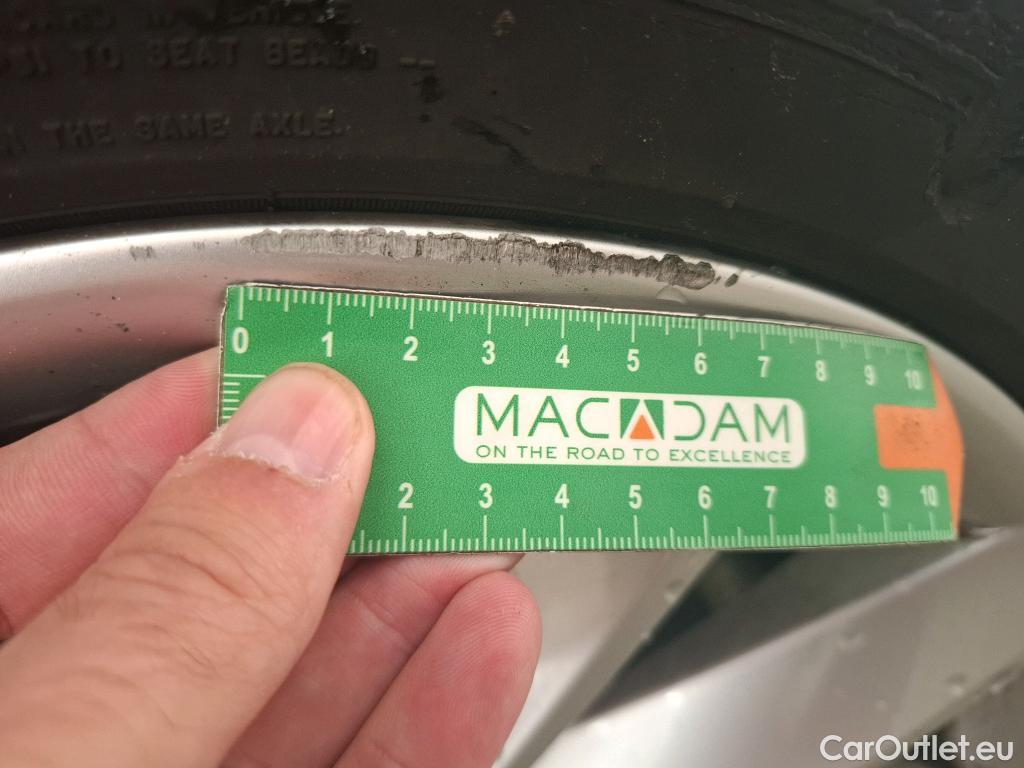 TO SEAT BEADS
THE SAME AXLE.
0 1 2 3 4 5 6 7 8 9 10
MACADAM
ON THE ROAD TO EXCELLENCE
2 3 4 5 6 7 8 9 10
CarOutlet.eu